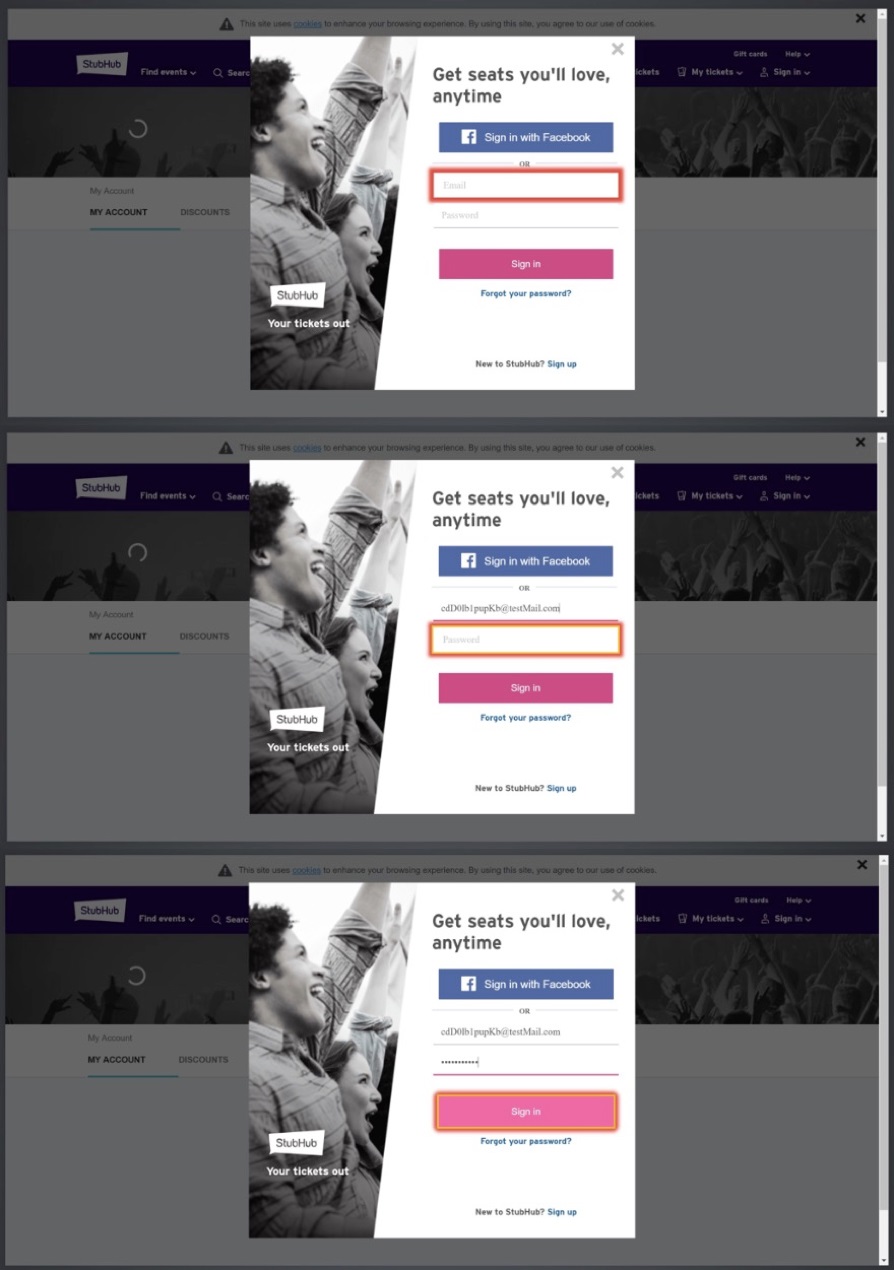 This site uses cookies to enhance your browsing experience. By using this site, you agree to our use of cookies.
Gift cards Help
StubHub Find events Searc ickets My tickets Sign in
Get seats you'll love,
anytime
Sign in with Facebook
OR
Email
Password
My Account
MY ACCOUNT DISCOUNTS
Sign in
Forgot your password?
StubHub
Your tickets out
New to StubHub? Sign up
This site uses cookies to enhance your browsing experience. By using this site, you agree to our use of cookies.
Gift cards Help
StubHub Find events Searc ickets My tickets Sign in
Get seats you'll love,
anytime
Sign in with Facebook
OR
cdD0lb1pupKb@testMail.com
Password
My Account
MY ACCOUNT DISCOUNTS
Sign in
Forgot your password?
StubHub
Your tickets out
New to StubHub? Sign up
This site uses cookies to enhance your browsing experience. By using this site, you agree to our use of cookies.
Gift cards Help
StubHub Find events Searc ickets My tickets Sign in
Get seats you'll love,
anytime
Sign in with Facebook
OR
cdD0lb1pupKb@testMail.com
•••••••••••
My Account
MY ACCOUNT DISCOUNTS
Sign in
Forgot your password?
StubHub
Your tickets out
New to StubHub? Sign up